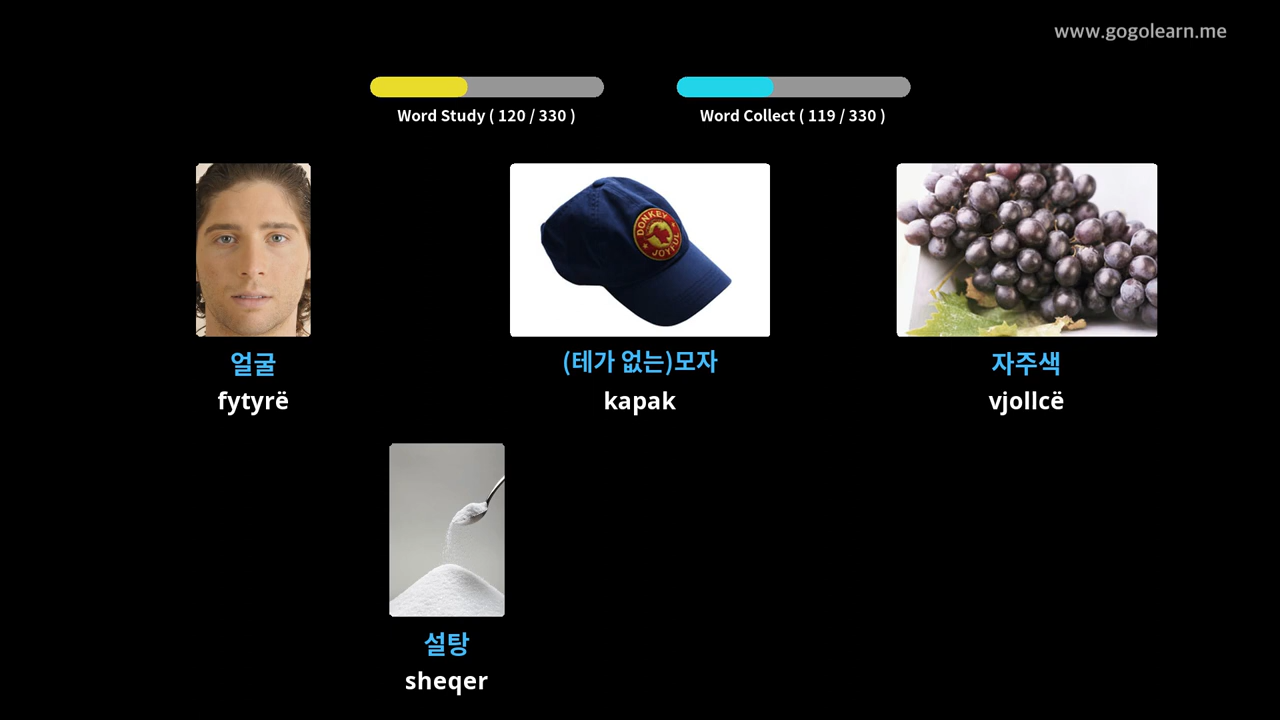 www.gogolearn.me
Word Study ( 120 / 330 )
Word Collect ( 119 / 330 )
DONKEY
JOYFUL
얼굴
fytyrë
(테가 없는)모자
kapak
자주색
vjollcë
설탕
sheqer